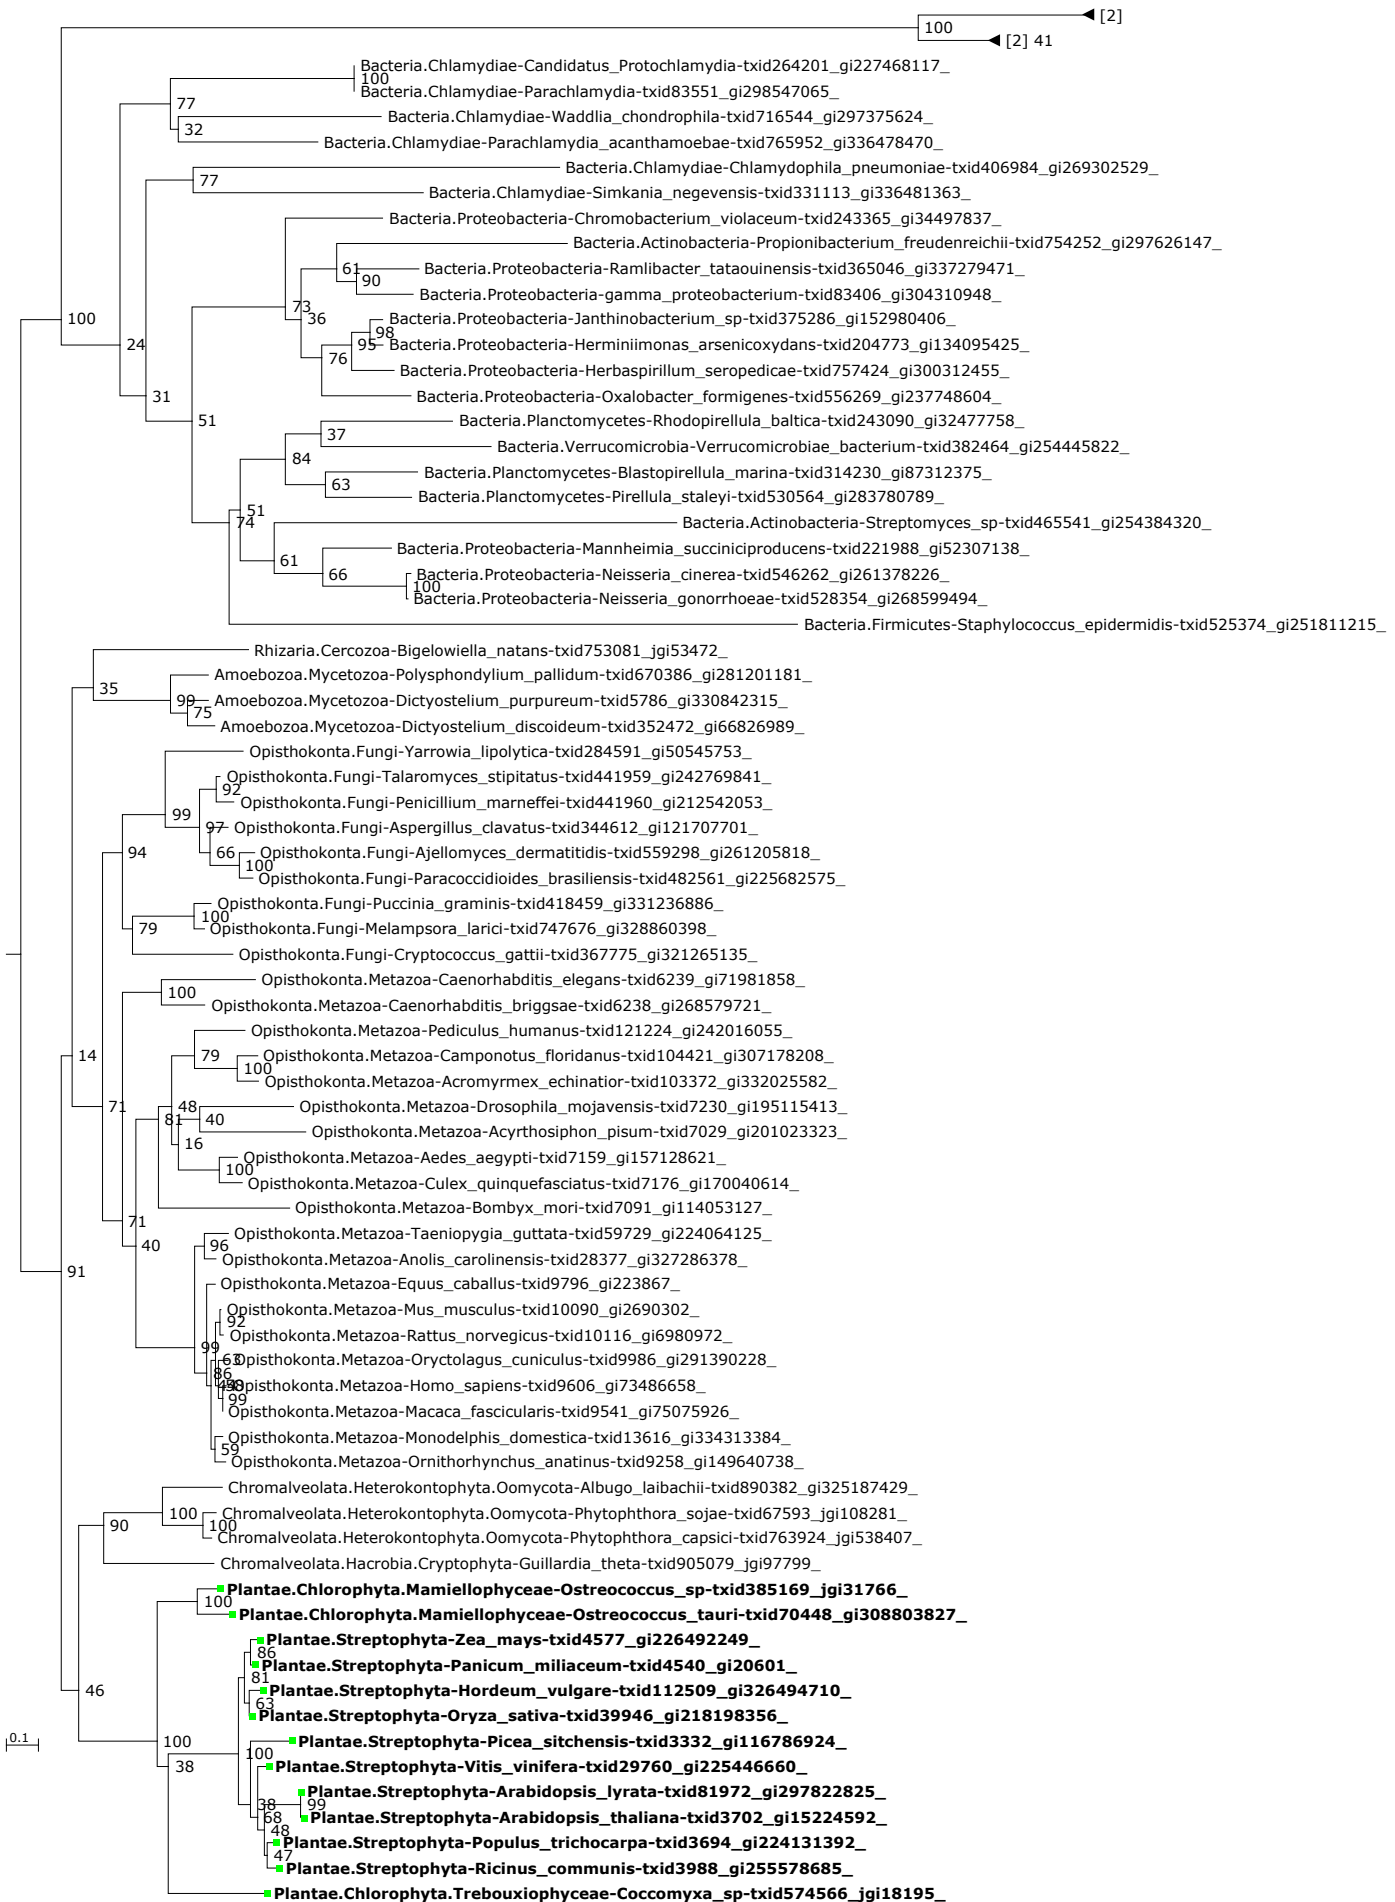 [2]
100
[2] 41
Bacteria.Chlamydiae-Candidatus_Protochlamydia-txid264201_gi227468117_
100
Bacteria.Chlamydiae-Parachlamydia-txid83551_gi298547065_
77
Bacteria.Chlamydiae-Waddlia_chondrophila-txid716544_gi297375624_
32
Bacteria.Chlamydiae-Parachlamydia_acanthamoebae-txid765952_gi336478470_
Bacteria.Chlamydiae-Chlamydophila_pneumoniae-txid406984_gi269302529_
77
Bacteria.Chlamydiae-Simkania_negevensis-txid331113_gi336481363_
Bacteria.Proteobacteria-Chromobacterium_violaceum-txid243365_gi34497837_
Bacteria.Actinobacteria-Propionibacterium_freudenreichii-txid754252_gi297626147_
61 Bacteria.Proteobacteria-Ramlibacter_tataouinensis-txid365046_gi337279471_
90
Bacteria.Proteobacteria-gamma_proteobacterium-txid83406_gi304310948_
73
100 36 Bacteria.Proteobacteria-Janthinobacterium_sp-txid375286_gi152980406_
98
24 95 Bacteria.Proteobacteria-Herminiimonas_arsenicoxydans-txid204773_gi134095425_
76
Bacteria.Proteobacteria-Herbaspirillum_seropedicae-txid757424_gi300312455_
31 Bacteria.Proteobacteria-Oxalobacter_formigenes-txid556269_gi237748604_
51 Bacteria.Planctomycetes-Rhodopirellula_baltica-txid243090_gi32477758_
37
Bacteria.Verrucomicrobia-Verrucomicrobiae_bacterium-txid382464_gi254445822_
84
Bacteria.Planctomycetes-Blastopirellula_marina-txid314230_gi87312375_
63
Bacteria.Planctomycetes-Pirellula_staleyi-txid530564_gi283780789_
51
74 Bacteria.Actinobacteria-Streptomyces_sp-txid465541_gi254384320_
Bacteria.Proteobacteria-Mannheimia_succiniciproducens-txid221988_gi52307138_
61
66 Bacteria.Proteobacteria-Neisseria_cinerea-txid546262_gi261378226_
100
Bacteria.Proteobacteria-Neisseria_gonorrhoeae-txid528354_gi268599494_
Bacteria.Firmicutes-Staphylococcus_epidermidis-txid525374_gi251811215_
Rhizaria.Cercozoa-Bigelowiella_natans-txid753081_jgi53472_
Amoebozoa.Mycetozoa-Polysphondylium_pallidum-txid670386_gi281201181_
35
99 Amoebozoa.Mycetozoa-Dictyostelium_purpureum-txid5786_gi330842315_
75
Amoebozoa.Mycetozoa-Dictyostelium_discoideum-txid352472_gi66826989_
Opisthokonta.Fungi-Yarrowia_lipolytica-txid284591_gi50545753_
Opisthokonta.Fungi-Talaromyces_stipitatus-txid441959_gi242769841_
92
Opisthokonta.Fungi-Penicillium_marneffei-txid441960_gi212542053_
99
97 Opisthokonta.Fungi-Aspergillus_clavatus-txid344612_gi121707701_
94 66 Opisthokonta.Fungi-Ajellomyces_dermatitidis-txid559298_gi261205818_
100
Opisthokonta.Fungi-Paracoccidioides_brasiliensis-txid482561_gi225682575_
Opisthokonta.Fungi-Puccinia_graminis-txid418459_gi331236886_
100
79 Opisthokonta.Fungi-Melampsora_larici-txid747676_gi328860398_
Opisthokonta.Fungi-Cryptococcus_gattii-txid367775_gi321265135_
Opisthokonta.Metazoa-Caenorhabditis_elegans-txid6239_gi71981858_
100
Opisthokonta.Metazoa-Caenorhabditis_briggsae-txid6238_gi268579721_
Opisthokonta.Metazoa-Pediculus_humanus-txid121224_gi242016055_
14 79 Opisthokonta.Metazoa-Camponotus_floridanus-txid104421_gi307178208_
100
Opisthokonta.Metazoa-Acromyrmex_echinatior-txid103372_gi332025582_
71 48 Opisthokonta.Metazoa-Drosophila_mojavensis-txid7230_gi195115413_
81 40
Opisthokonta.Metazoa-Acyrthosiphon_pisum-txid7029_gi201023323_
16
Opisthokonta.Metazoa-Aedes_aegypti-txid7159_gi157128621_
100
Opisthokonta.Metazoa-Culex_quinquefasciatus-txid7176_gi170040614_
Opisthokonta.Metazoa-Bombyx_mori-txid7091_gi114053127_
71
Opisthokonta.Metazoa-Taeniopygia_guttata-txid59729_gi224064125_
40 96
Opisthokonta.Metazoa-Anolis_carolinensis-txid28377_gi327286378_
91
Opisthokonta.Metazoa-Equus_caballus-txid9796_gi223867_
Opisthokonta.Metazoa-Mus_musculus-txid10090_gi2690302_
92
Opisthokonta.Metazoa-Rattus_norvegicus-txid10116_gi6980972_
99
63 Opisthokonta.Metazoa-Oryctolagus_cuniculus-txid9986_gi291390228_
86
Opisthokonta.Metazoa-Homo_sapiens-txid9606_gi73486658_
99
Opisthokonta.Metazoa-Macaca_fascicularis-txid9541_gi75075926_
Opisthokonta.Metazoa-Monodelphis_domestica-txid13616_gi334313384_
59
Opisthokonta.Metazoa-Ornithorhynchus_anatinus-txid9258_gi149640738_
Chromalveolata.Heterokontophyta.Oomycota-Albugo_laibachii-txid890382_gi325187429_
100 Chromalveolata.Heterokontophyta.Oomycota-Phytophthora_sojae-txid67593_jgi108281_
90 100
Chromalveolata.Heterokontophyta.Oomycota-Phytophthora_capsici-txid763924_jgi538407_
Chromalveolata.Hacrobia.Cryptophyta-Guillardia_theta-txid905079_jgi97799_
Plantae.Chlorophyta.Mamiellophyceae-Ostreococcus_sp-txid385169_jgi31766_
100
Plantae.Chlorophyta.Mamiellophyceae-Ostreococcus_tauri-txid70448_gi308803827_
Plantae.Streptophyta-Zea_mays-txid4577_gi226492249_
86
Plantae.Streptophyta-Panicum_miliaceum-txid4540_gi20601_
81
46 Plantae.Streptophyta-Hordeum_vulgare-txid112509_gi326494710_
63
Plantae.Streptophyta-Oryza_sativa-txid39946_gi218198356_
0.1
100 Plantae.Streptophyta-Picea_sitchensis-txid3332_gi116786924_
100
38 Plantae.Streptophyta-Vitis_vinifera-txid29760_gi225446660_
Plantae.Streptophyta-Arabidopsis_lyrata-txid81972_gi297822825_
38 99
68 Plantae.Streptophyta-Arabidopsis_thaliana-txid3702_gi15224592_
48
Plantae.Streptophyta-Populus_trichocarpa-txid3694_gi224131392_
47
Plantae.Streptophyta-Ricinus_communis-txid3988_gi255578685_
Plantae.Chlorophyta.Trebouxiophyceae-Coccomyxa_sp-txid574566_jgi18195_